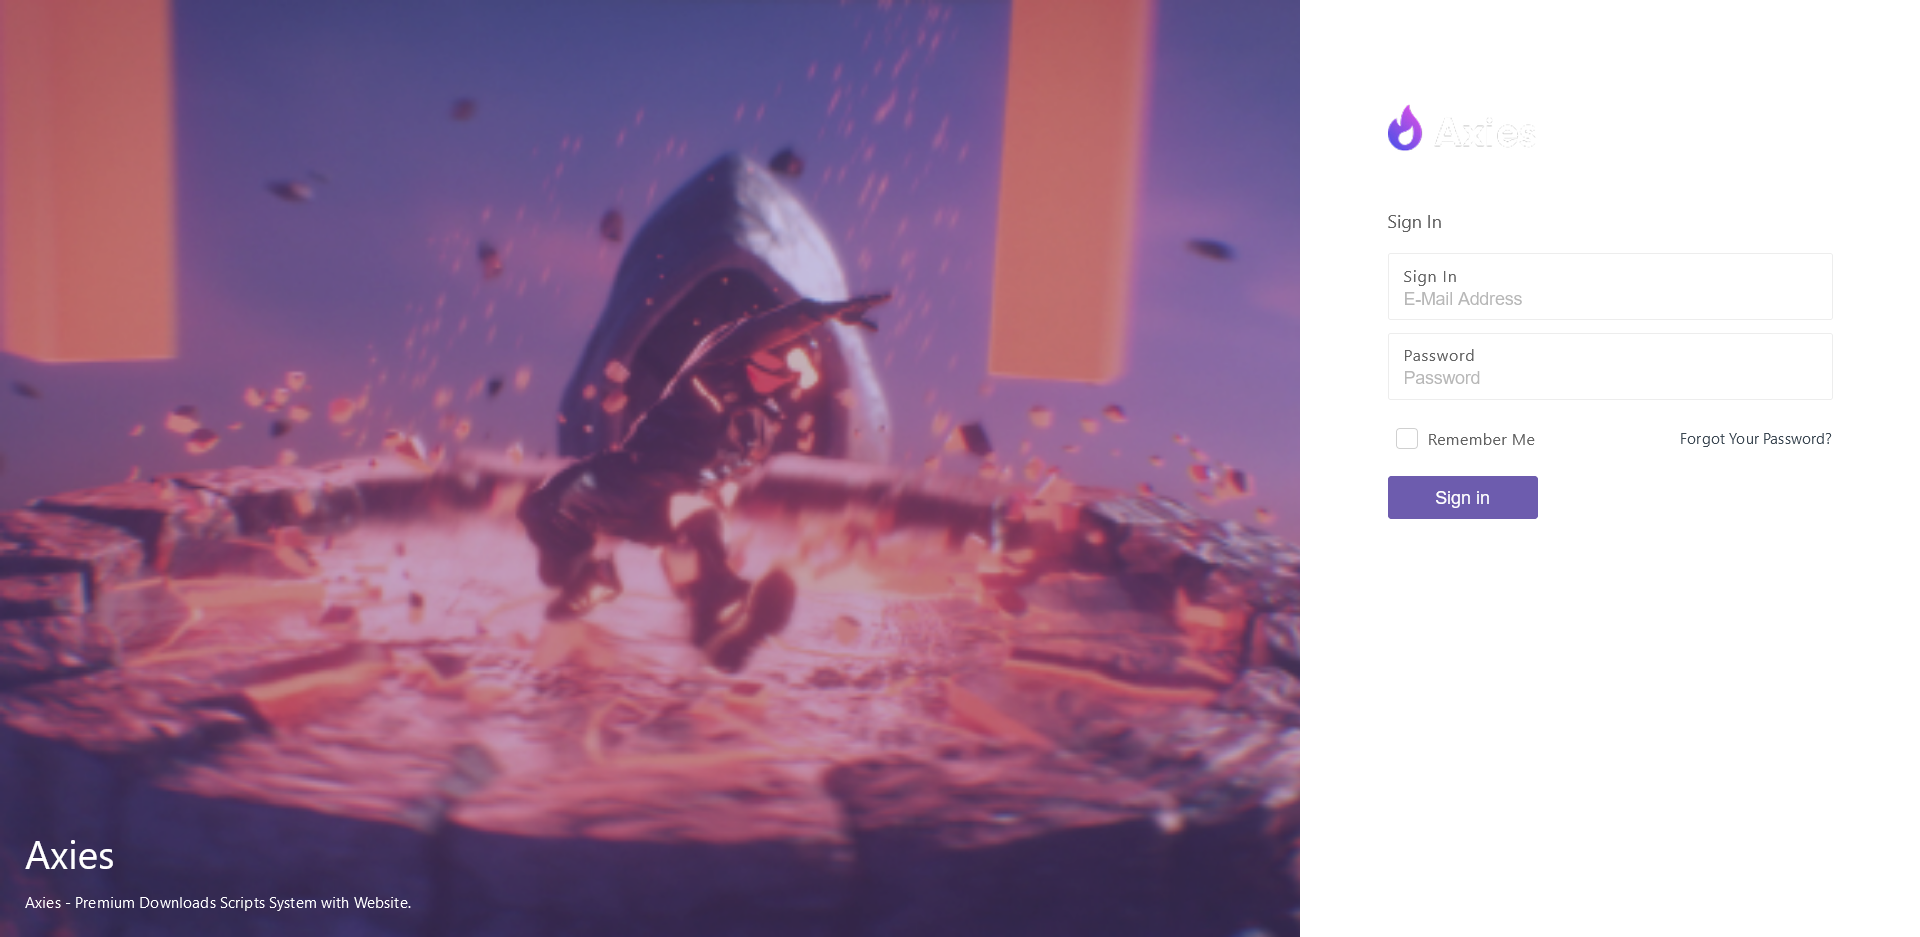 Axies
Sign In
Sign In
E-Mail Address
Password
Password
Remember Me
Forgot Your Password?
Sign in
Axies
Axies - Premium Downloads Scripts System with Website.